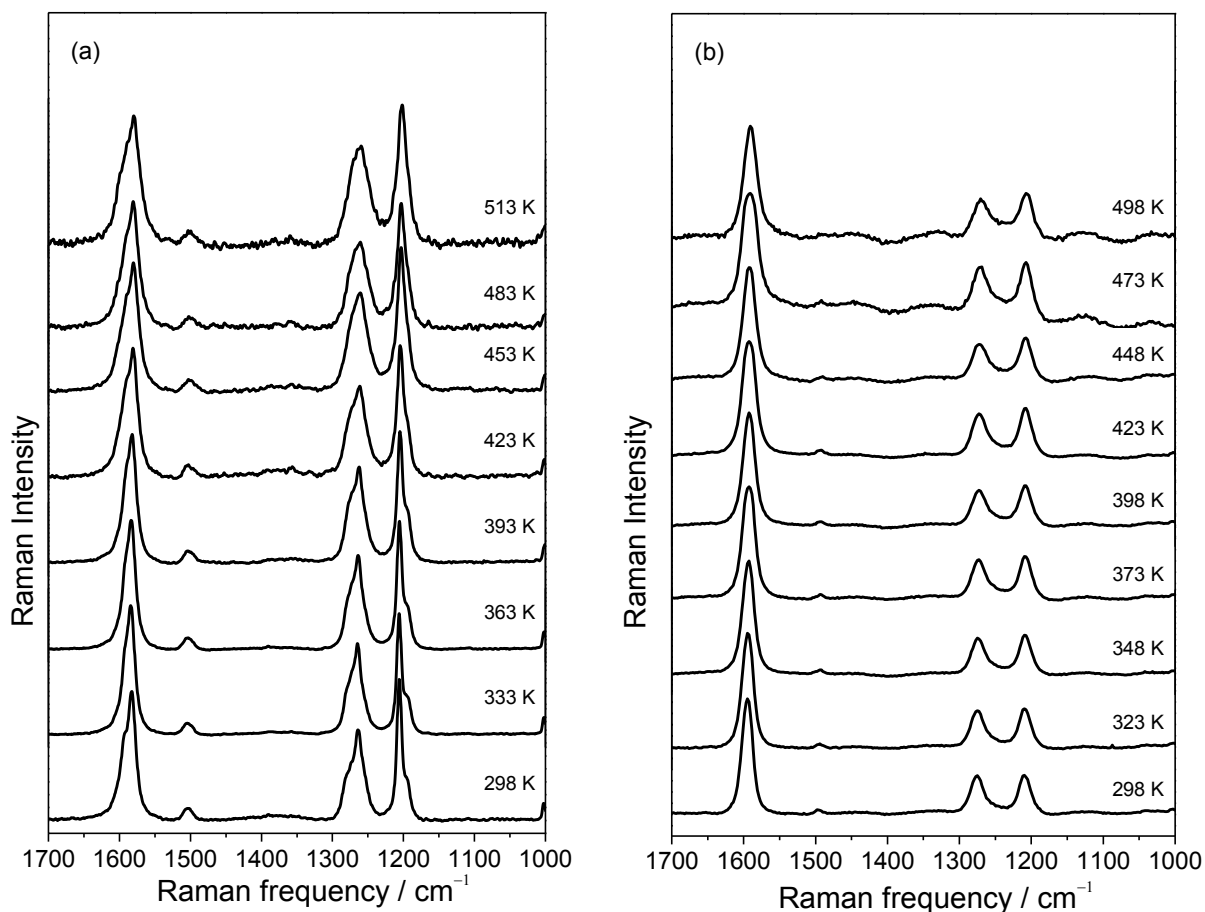 (a)
513 K
483 K
453 K
423 K
393 K
363 K
333 K
298 K
Raman Intensity
1700 1600 1500 1400 1300 1200 1100 1000
Raman frequency / cm⁻¹
(b)
498 K
473 K
448 K
423 K
398 K
373 K
348 K
323 K
298 K
Raman Intensity
1700 1600 1500 1400 1300 1200 1100 1000
Raman frequency / cm⁻¹